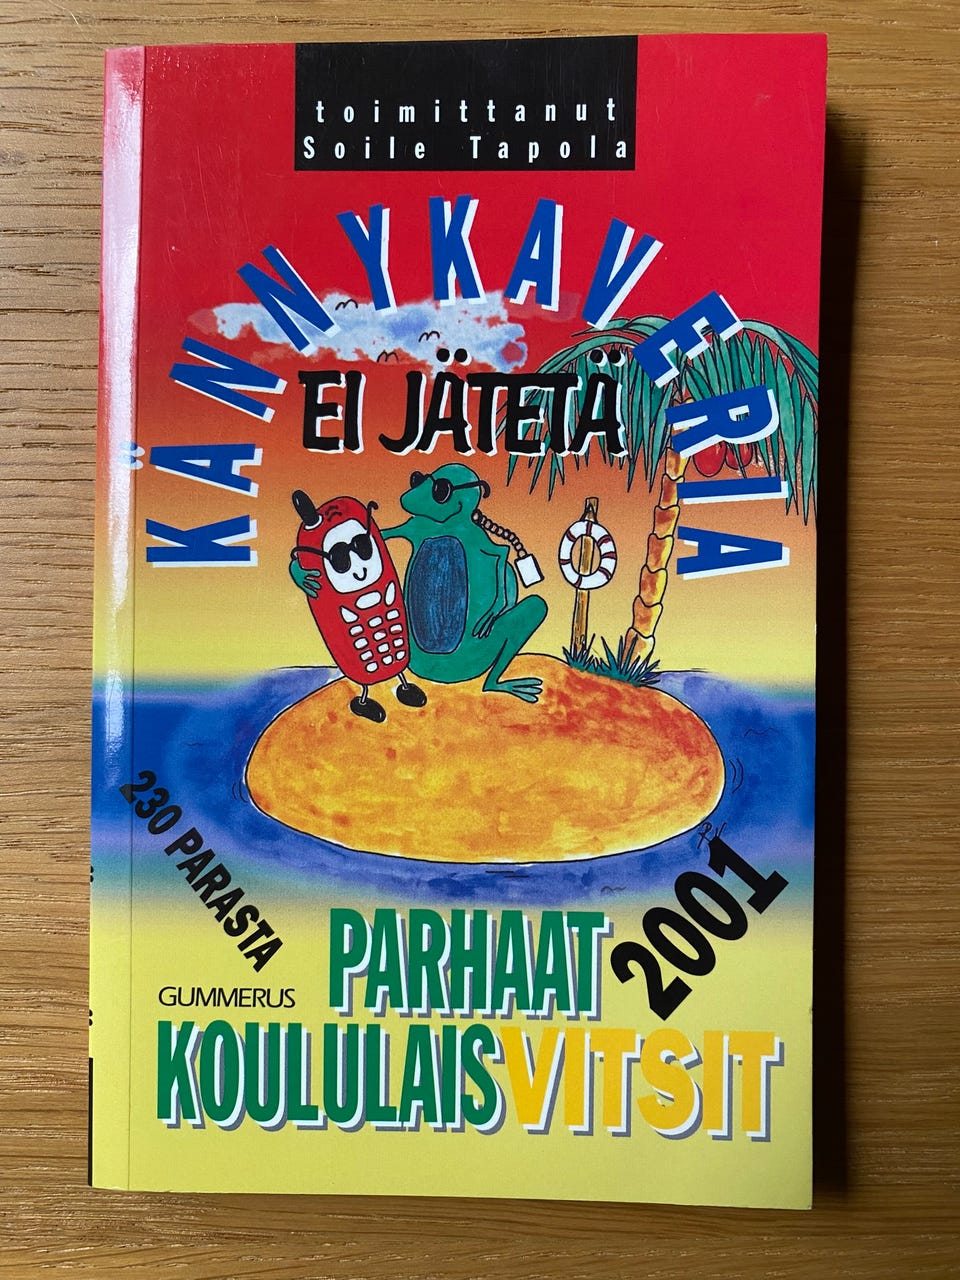 toimittanut
Soile Tapola
KÄNNYKAVERIA
EI JÄTETÄ
230 PARASTA
GUMMERUS
PARHAAT
2001
KOULULAISVITSIT